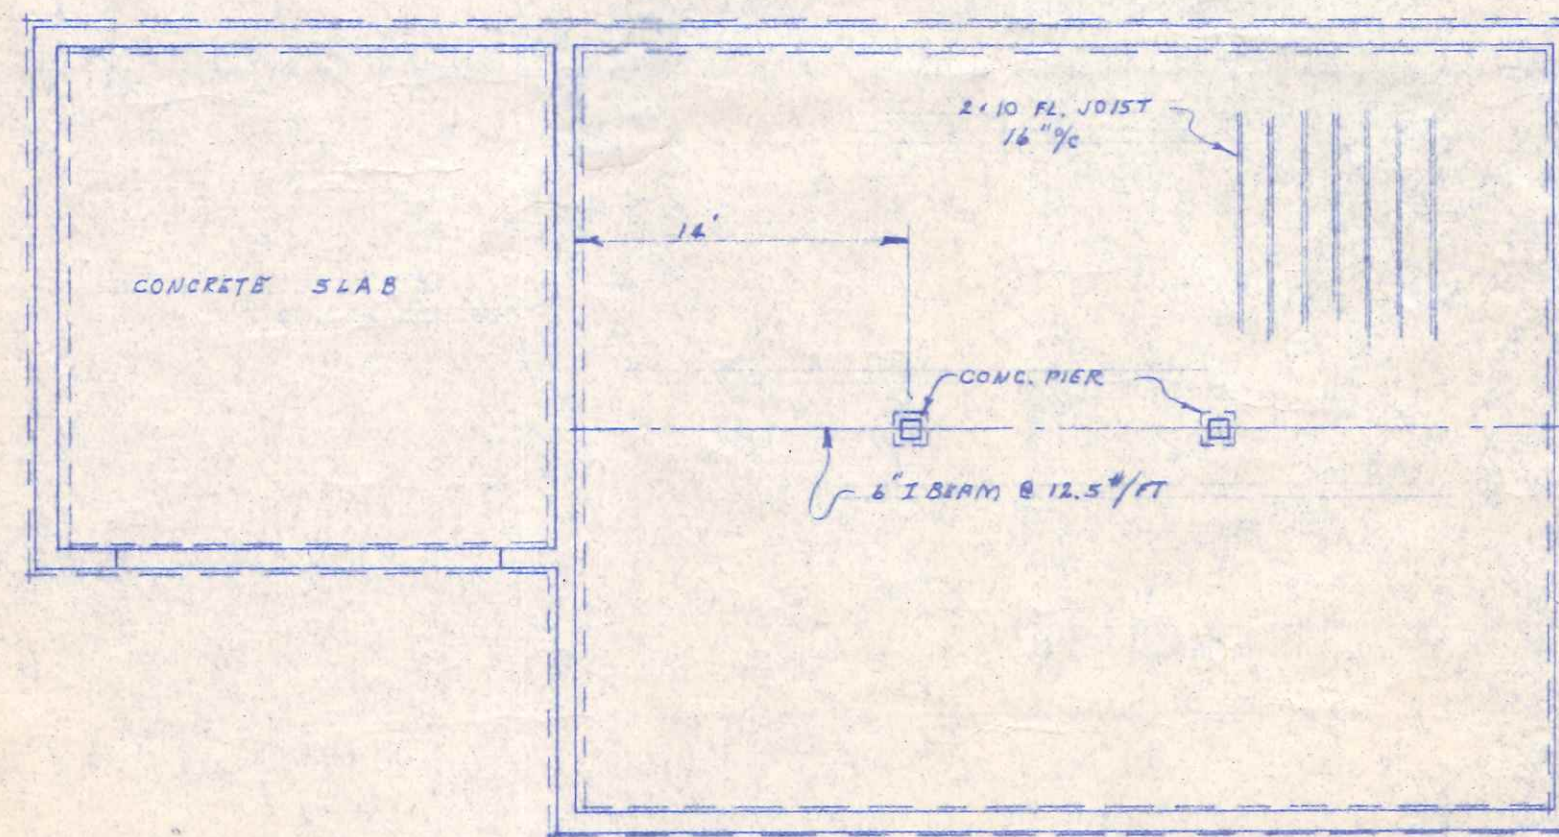 2×10 FL. JOIST
16" o/c
14'
CONCRETE SLAB
CONC. PIER
6" I BEAM @ 12.5#/FT